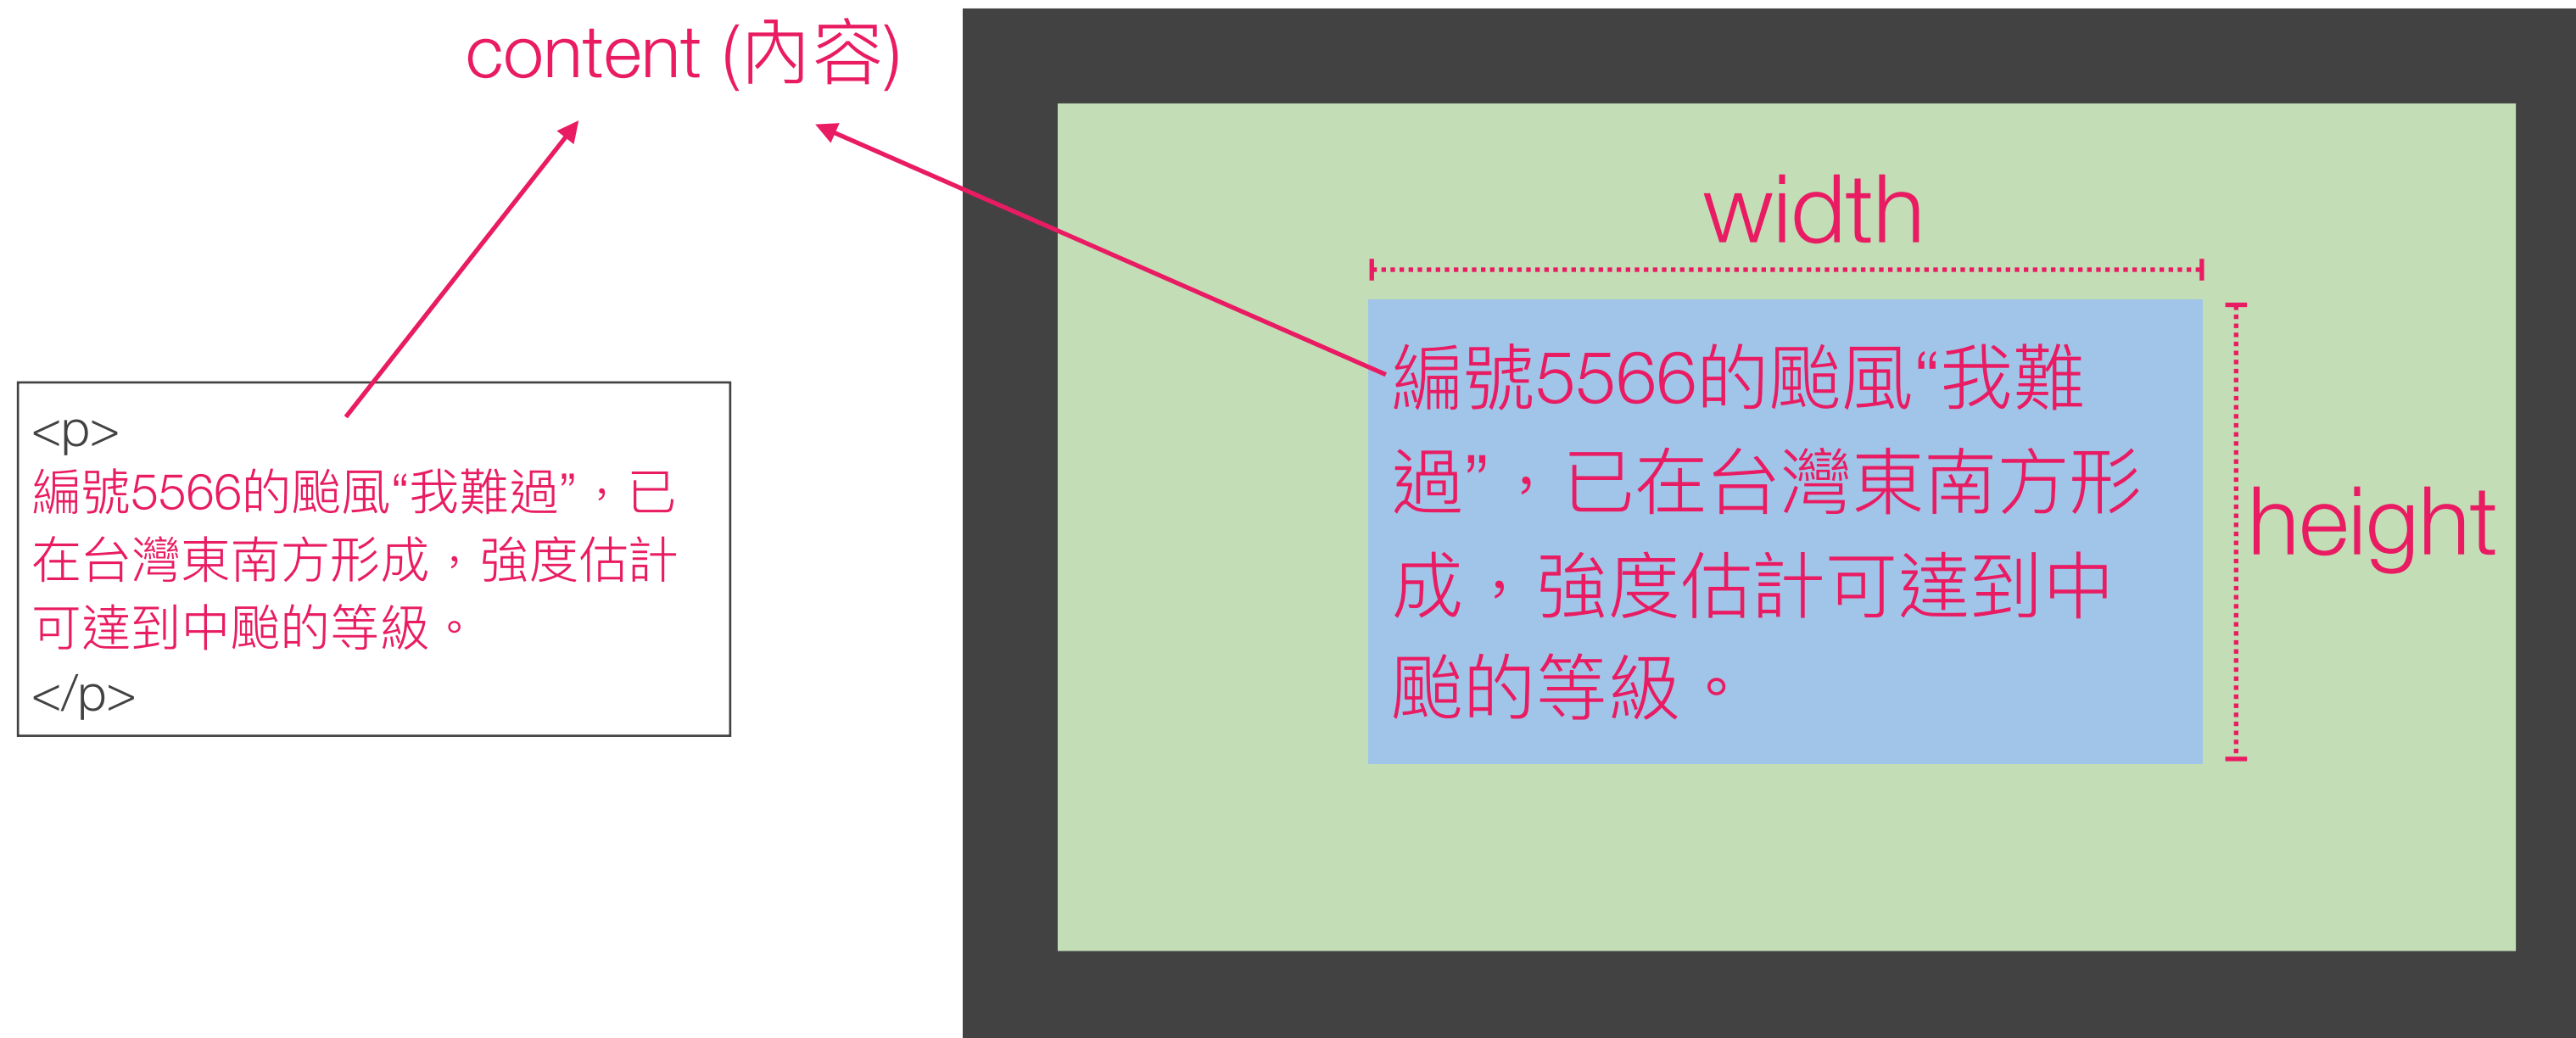 content (內容)
<p>
編號5566的颱風“我難過”，已
在台灣東南方形成，強度估計
可達到中颱的等級。
</p>
width
編號5566的颱風“我難
過”，已在台灣東南方形
成，強度估計可達到中
颱的等級。
height